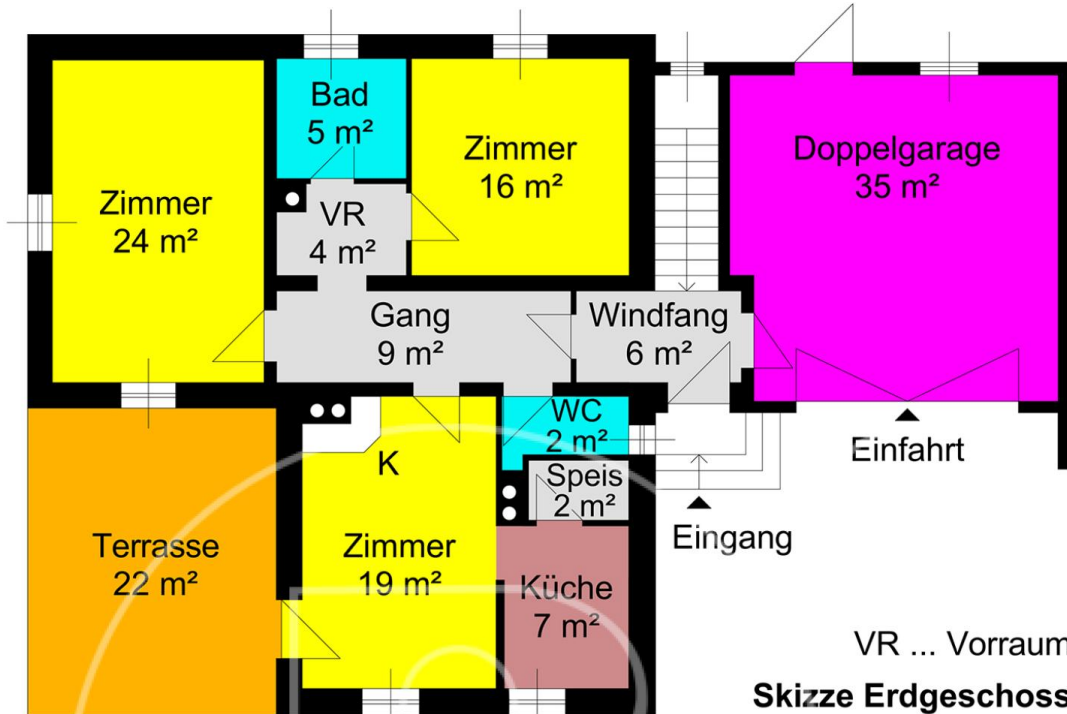 Bad
5 m²
Zimmer
16 m²
Doppelgarage
35 m²
Zimmer
24 m²
VR
4 m²
Gang
9 m²
Windfang
6 m²
WC
2 m²
Einfahrt
K
Speis
2 m²
Eingang
Terrasse
22 m²
Zimmer
19 m²
Küche
7 m²
VR ... Vorraum
Skizze Erdgeschoss